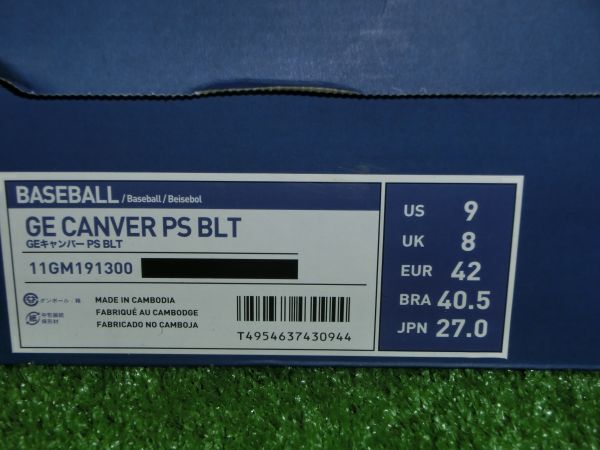 BASEBALL / Baseball / Beisebol
GE CANVER PS BLT
GEキャンバー PS BLT
11GM191300
MADE IN CAMBODIA
FABRIQUÉ AU CAMBODGE
FABRICADO NO CAMBOJA
T4954637430944
US 9
UK 8
EUR 42
BRA 40.5
JPN 27.0